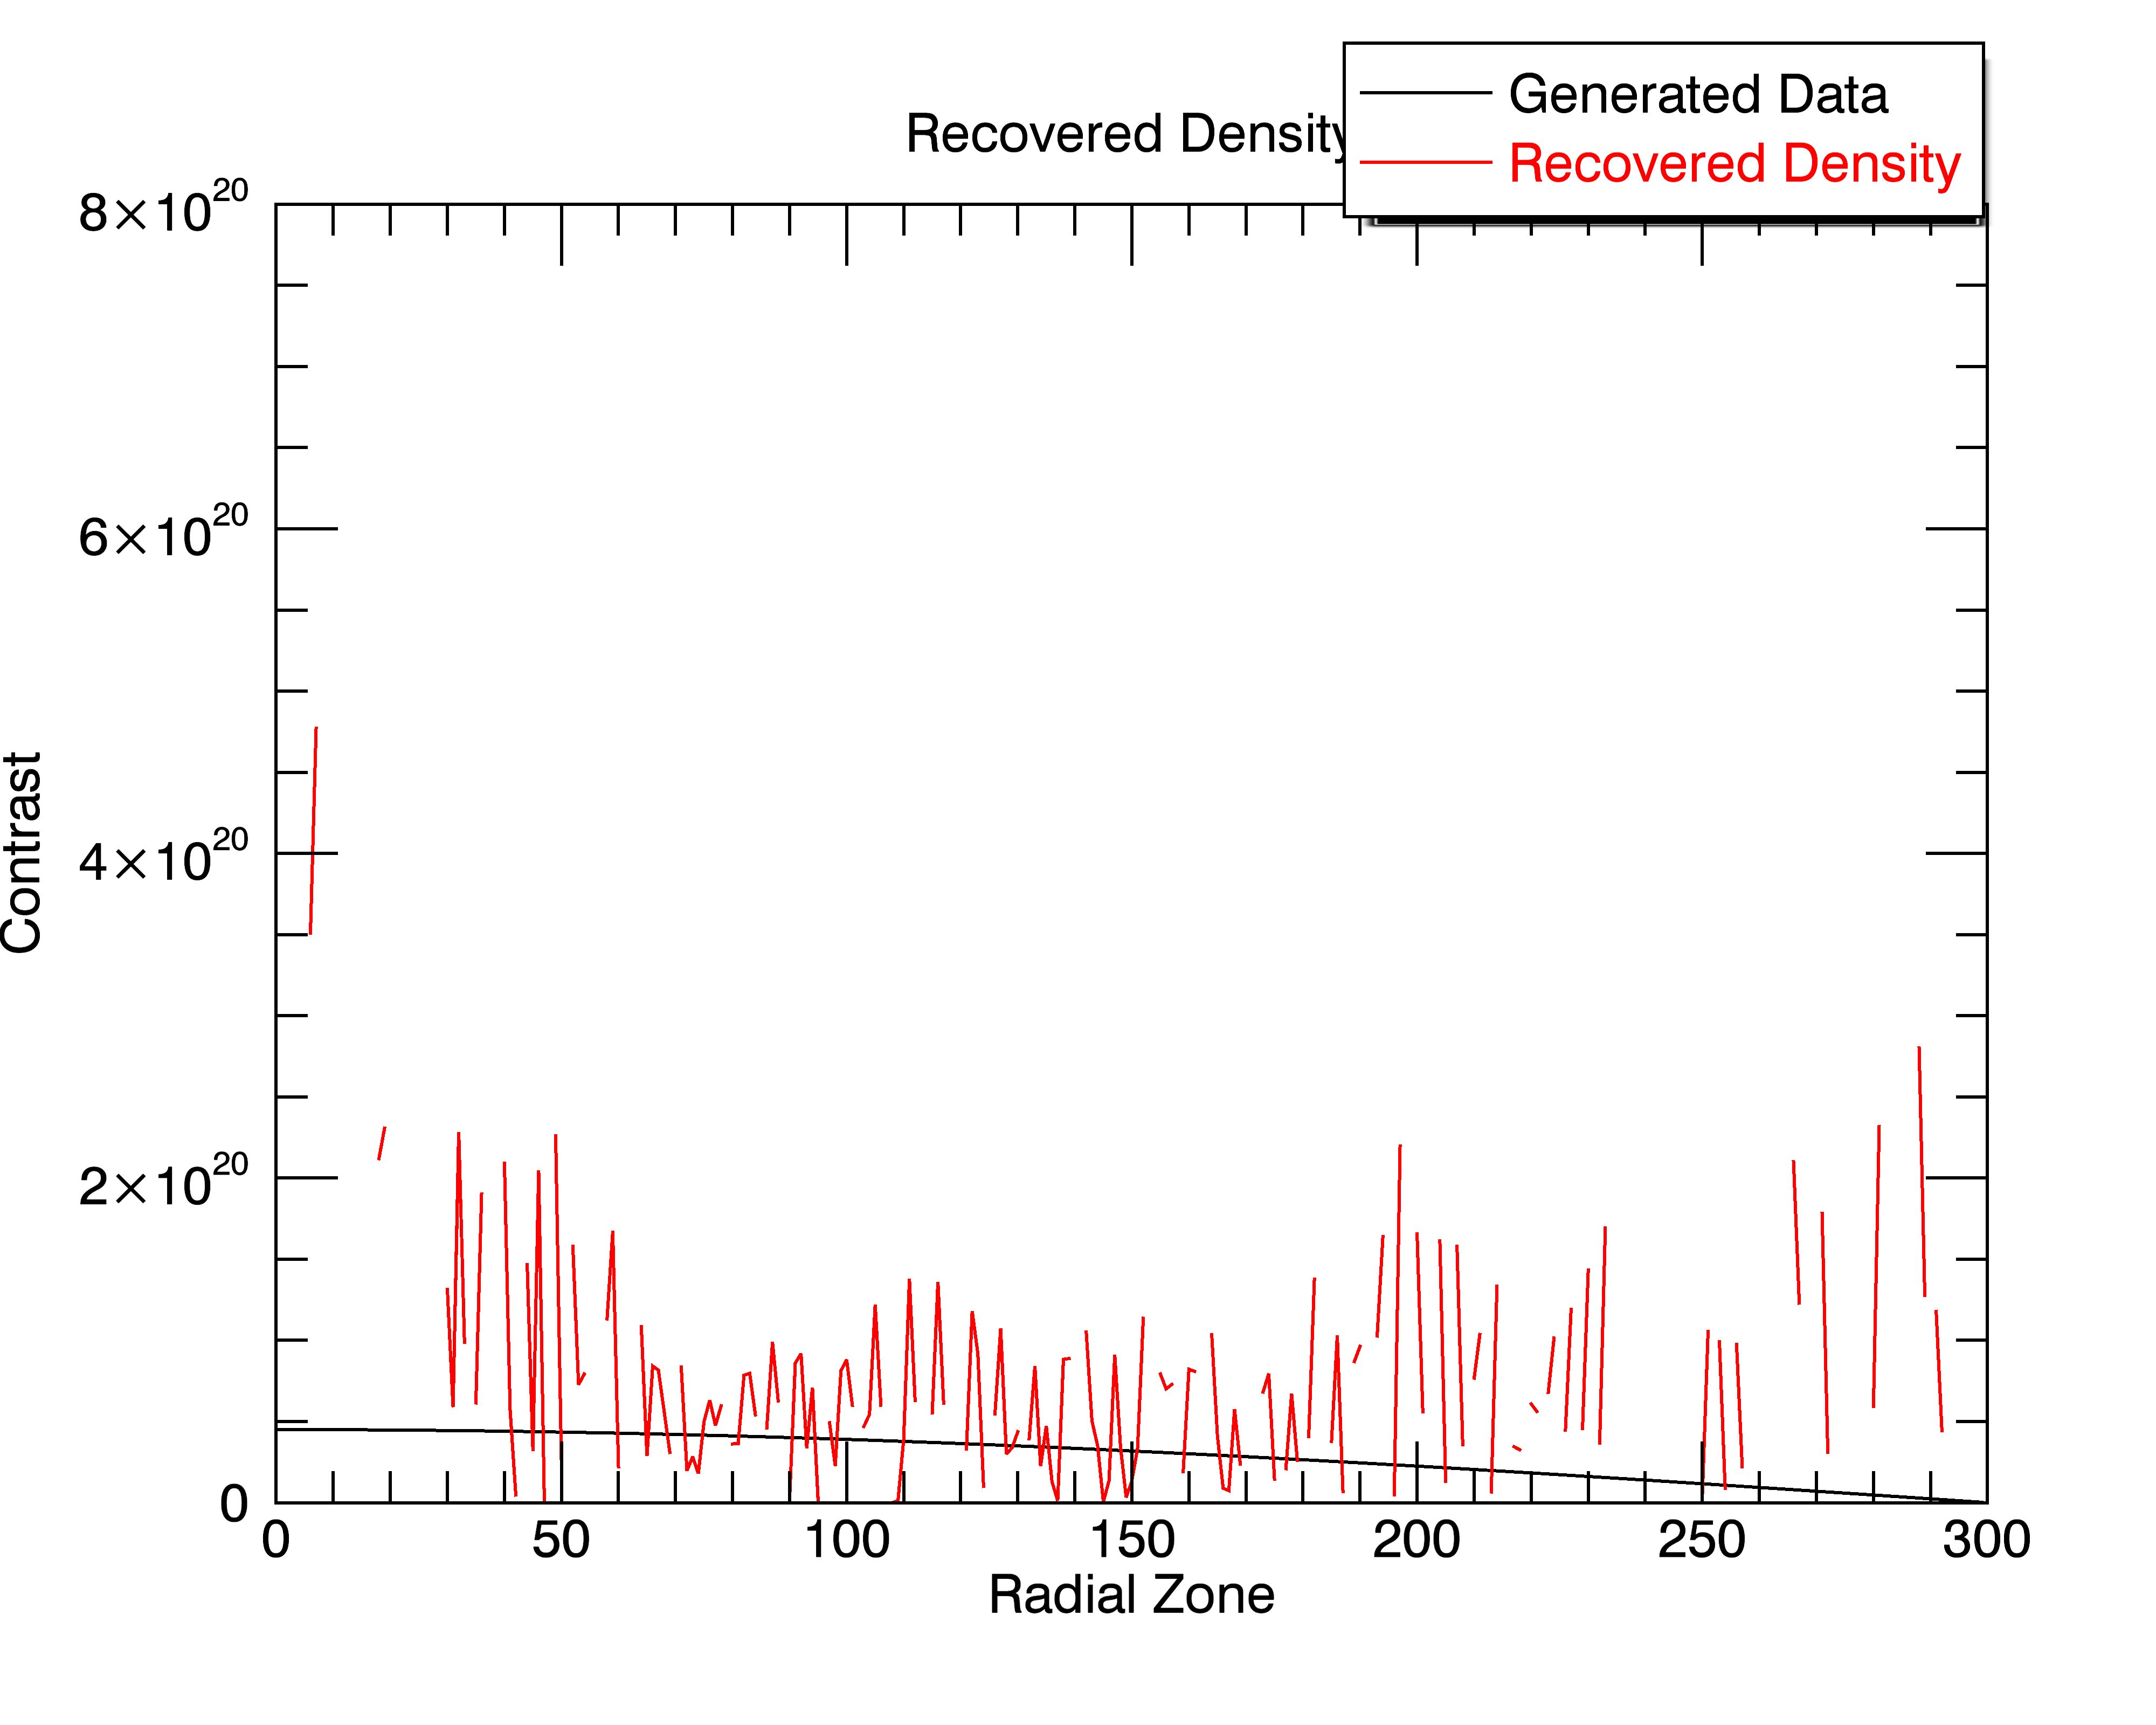 Generated Data
Recovered Density
Recovered Density
8×10^20
6×10^20
4×10^20
2×10^20
0
Contrast
0 50 100 150 200 250 300
Radial Zone